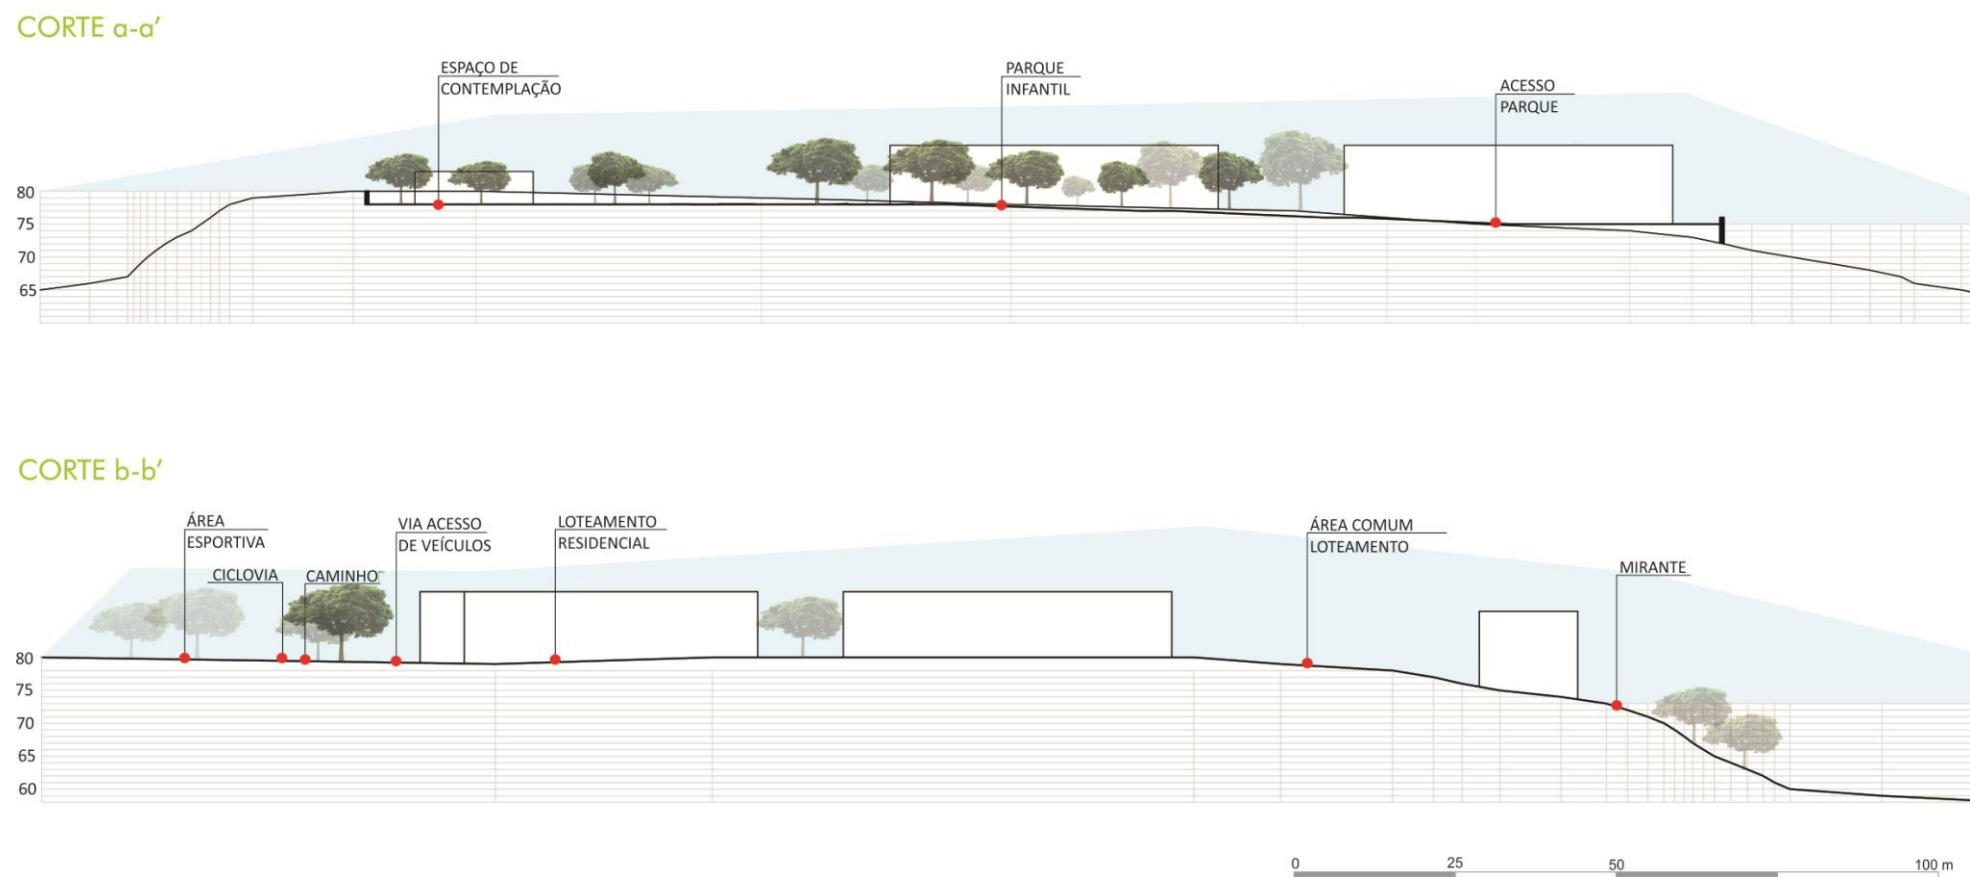 CORTE a-a’
ESPAÇO DE
CONTEMPLAÇÃO
PARQUE
INFANTIL
ACESSO
PARQUE
80
75
70
65
CORTE b-b’
ÁREA
ESPORTIVA
CICLOVIA
CAMINHO
VIA ACESSO
DE VEÍCULOS
LOTEAMENTO
RESIDENCIAL
ÁREA COMUM
LOTEAMENTO
MIRANTE
80
75
70
65
60
0 25 50 100 m